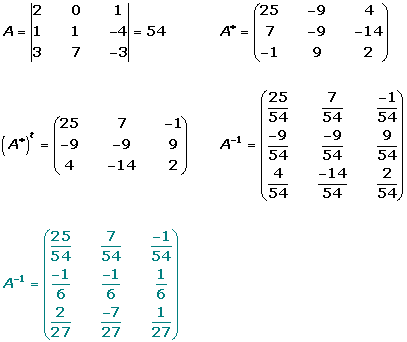 A = |2 0 1| = 54
|1 1 −4|
|3 7 −3|
A* = (25 −9 4)
(7 −9 −14)
(−1 9 2)
(A*)ᵗ = (25 7 −1)
(−9 −9 9)
(4 −14 2)
A⁻¹ = (25/54 7/54 −1/54)
(−9/54 −9/54 9/54)
(4/54 −14/54 2/54)
A⁻¹ = (25/54 7/54 −1/54)
(−1/6 −1/6 1/6)
(2/27 −7/27 1/27)